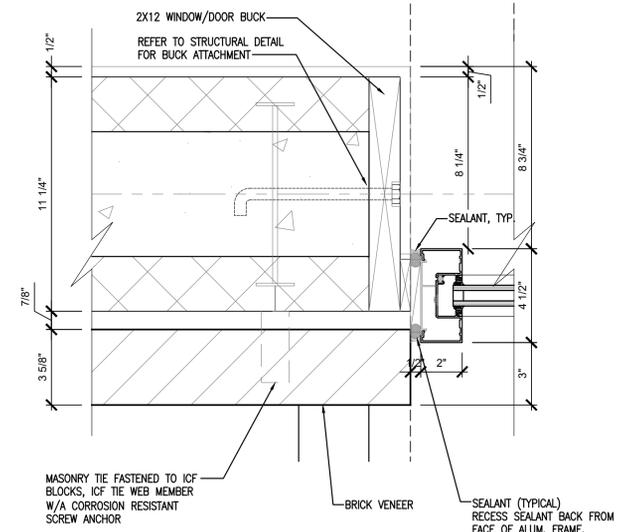 2X12 WINDOW/DOOR BUCK
REFER TO STRUCTURAL DETAIL
FOR BUCK ATTACHMENT
1/2"
1/2"
8 1/4"
8 3/4"
11 1/4"
SEALANT, TYP.
7/8"
4 1/2"
3 5/8"
1/2"
2"
3"
MASONRY TIE FASTENED TO ICF
BLOCKS, ICF TIE WEB MEMBER
W/A CORROSION RESISTANT
SCREW ANCHOR
BRICK VENEER
SEALANT (TYPICAL)
RECESS SEALANT BACK FROM
FACE OF ALUM. FRAME.